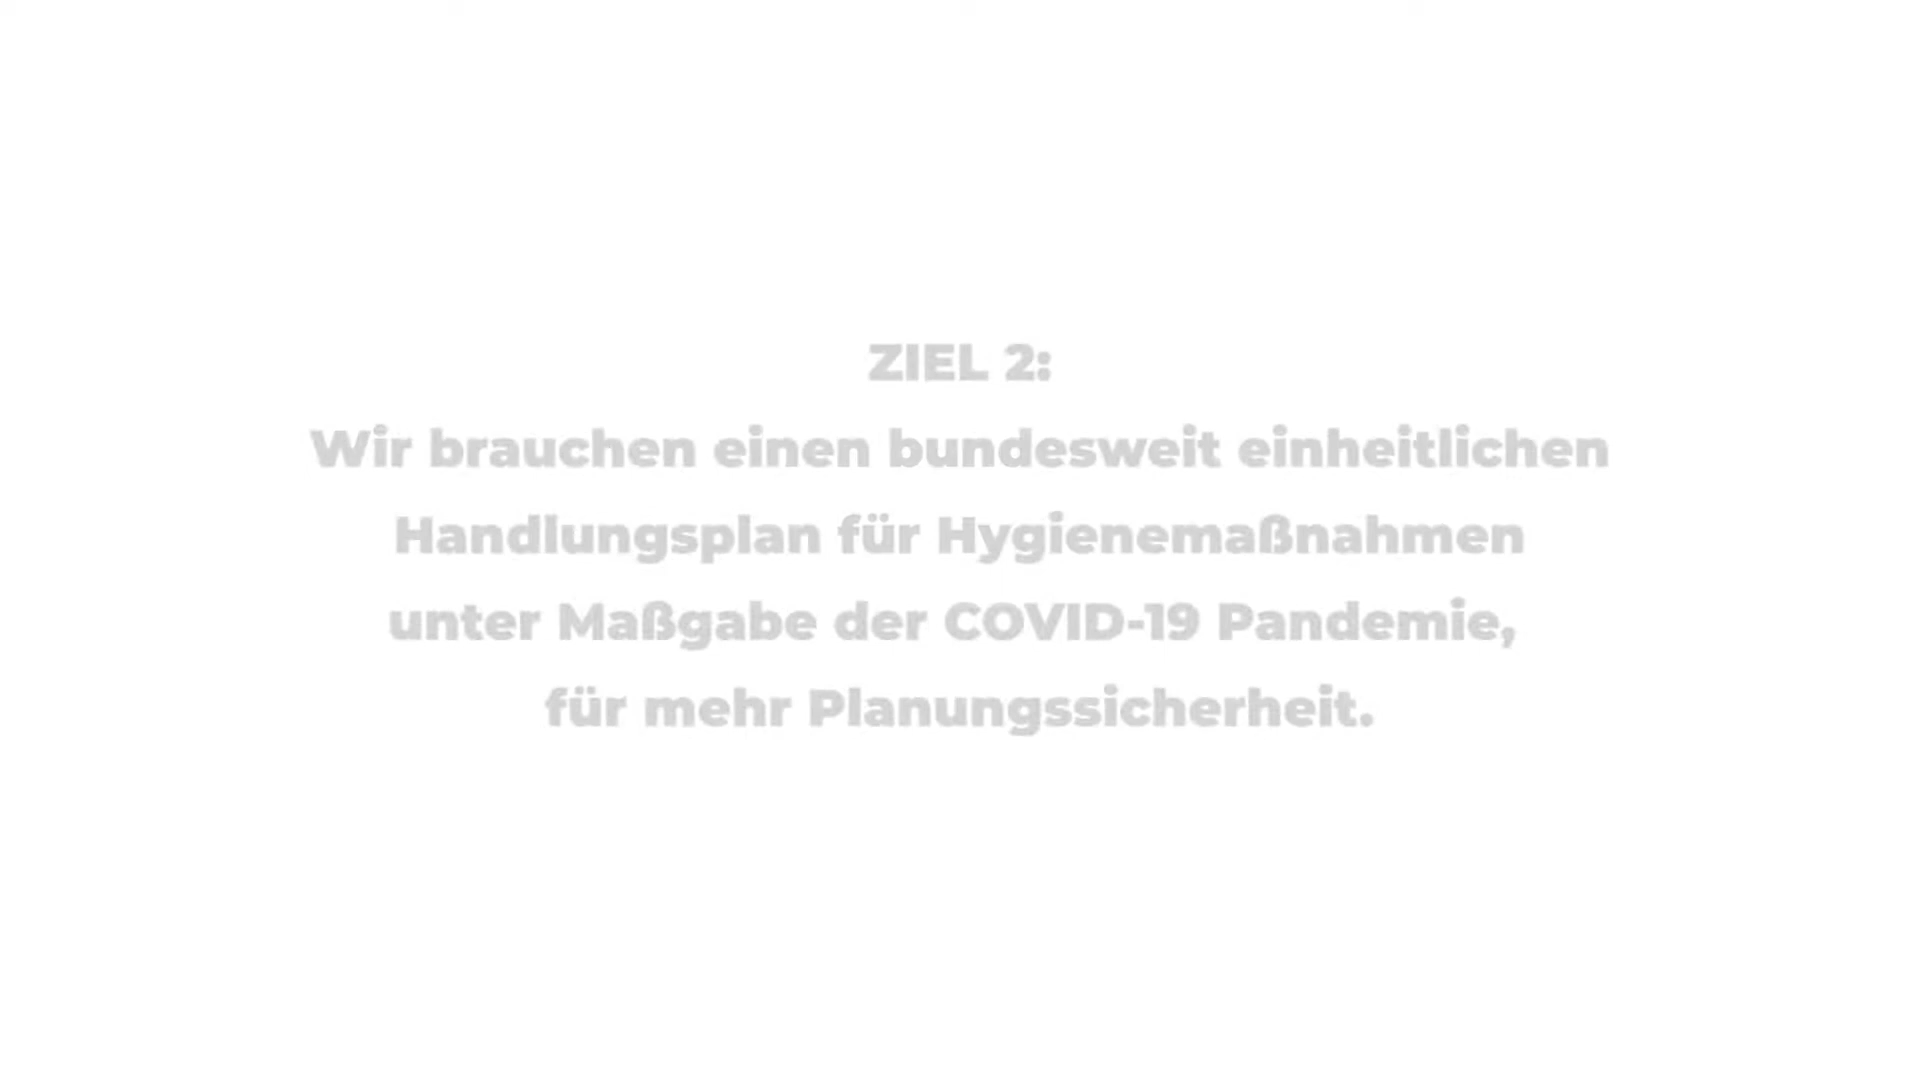 ZIEL 2:
Wir brauchen einen bundesweit einheitlichen
Handlungsplan für Hygienemaßnahmen
unter Maßgabe der COVID-19 Pandemie,
für mehr Planungssicherheit.